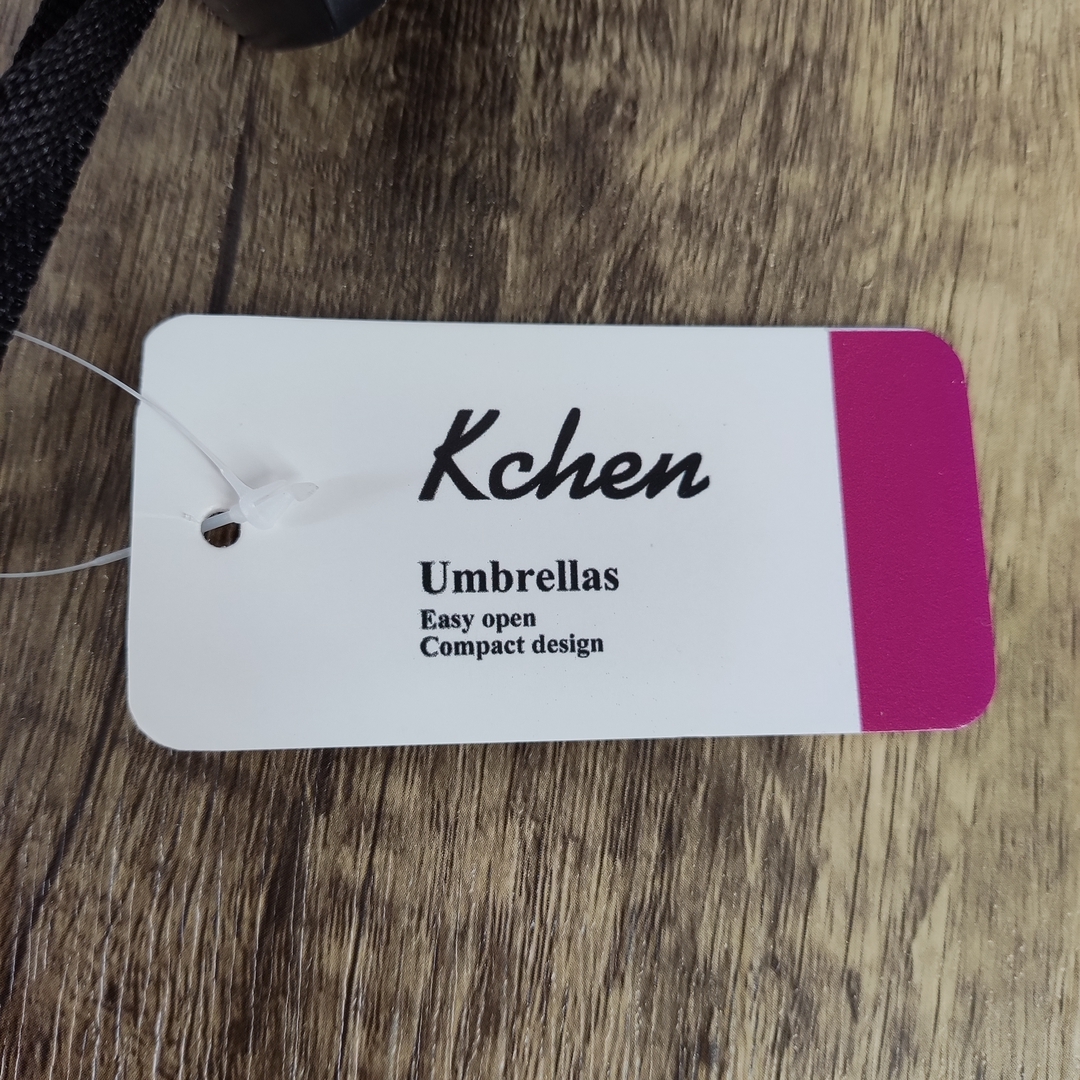 Kchen
Umbrellas
Easy open
Compact design